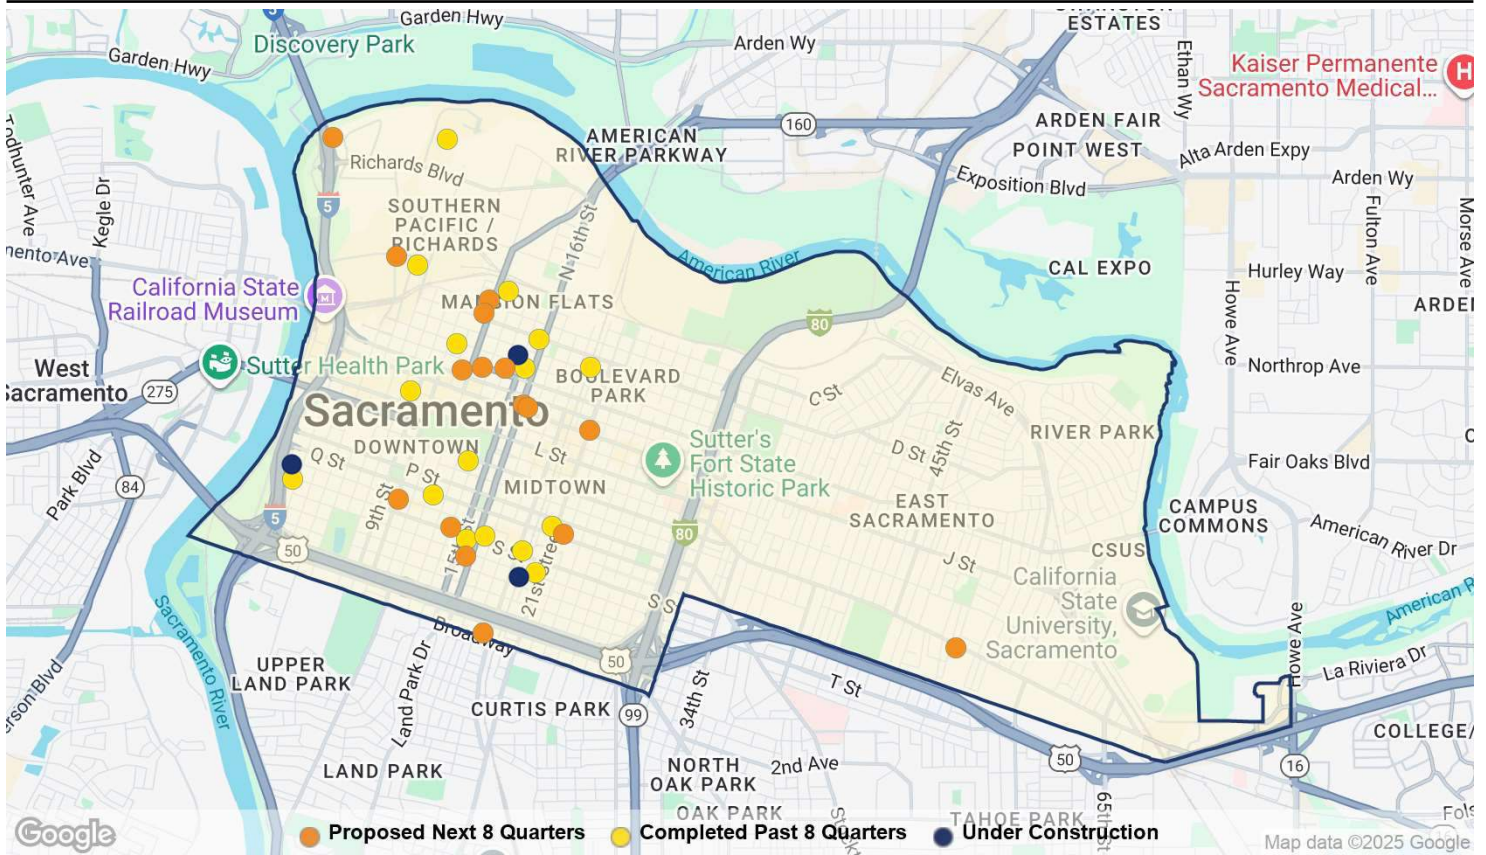 Garden Hwy
ESTATES
Discovery Park
Arden Wy
Garden Hwy
Ethan Wy
Kaiser Permanente
Sacramento Medical...
H
5
160
ARDEN FAIR
POINT WEST
AMERICAN
RIVER PARKWAY
Richards Blvd
Alta Arden Expy
Exposition Blvd
Arden Wy
Todhunter Ave
Kegle Dr
5
SOUTHERN
PACIFIC /
RICHARDS
N 16th St
Fulton Ave
Morse Ave
American River
CAL EXPO
Hurley Way
California State
Railroad Museum
MANSION FLATS
Howe Ave
80
West
Sacramento
275
Sutter Health Park
BOULEVARD
PARK
Northrop Ave
C St
Elvas Ave
Sacramento
DOWNTOWN
Q St
P St
L St
Sutter's
Fort State
Historic Park
D St
45th St
RIVER PARK
Fair Oaks Blvd
Park Blvd
84
MIDTOWN
9th St
EAST
SACRAMENTO
CAMPUS
COMMONS
5
80
American River Dr
50
J St
CSUS
California
State
University,
Sacramento
S St
21st Street
Broadway
50
Howe Ave
La Riviera Dr
Sacramento River
UPPER
LAND PARK
Land Park Dr
34th St
T St
CURTIS PARK
99
COLLEGE/
LAND PARK
NORTH
OAK PARK
2nd Ave
50
16
OAK PARK
TAHOE PARK
65th St
Google
Proposed Next 8 Quarters
Completed Past 8 Quarters
Under Construction
Map data ©2025 Google